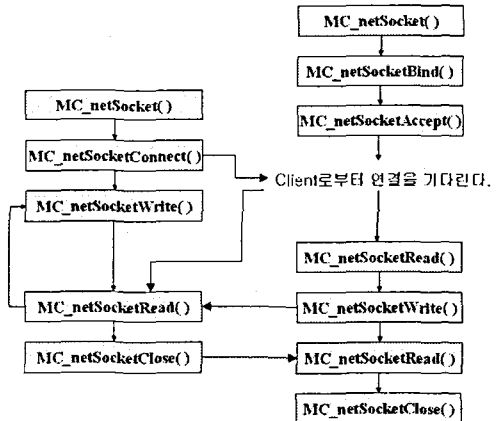 MC_netSocket()
MC_netSocketConnect()
MC_netSocketWrite()
MC_netSocketRead()
MC_netSocketClose()
MC_netSocket()
MC_netSocketBind()
MC_netSocketAccept()
Client로부터 연결을 기다린다.
MC_netSocketRead()
MC_netSocketWrite()
MC_netSocketRead()
MC_netSocketClose()